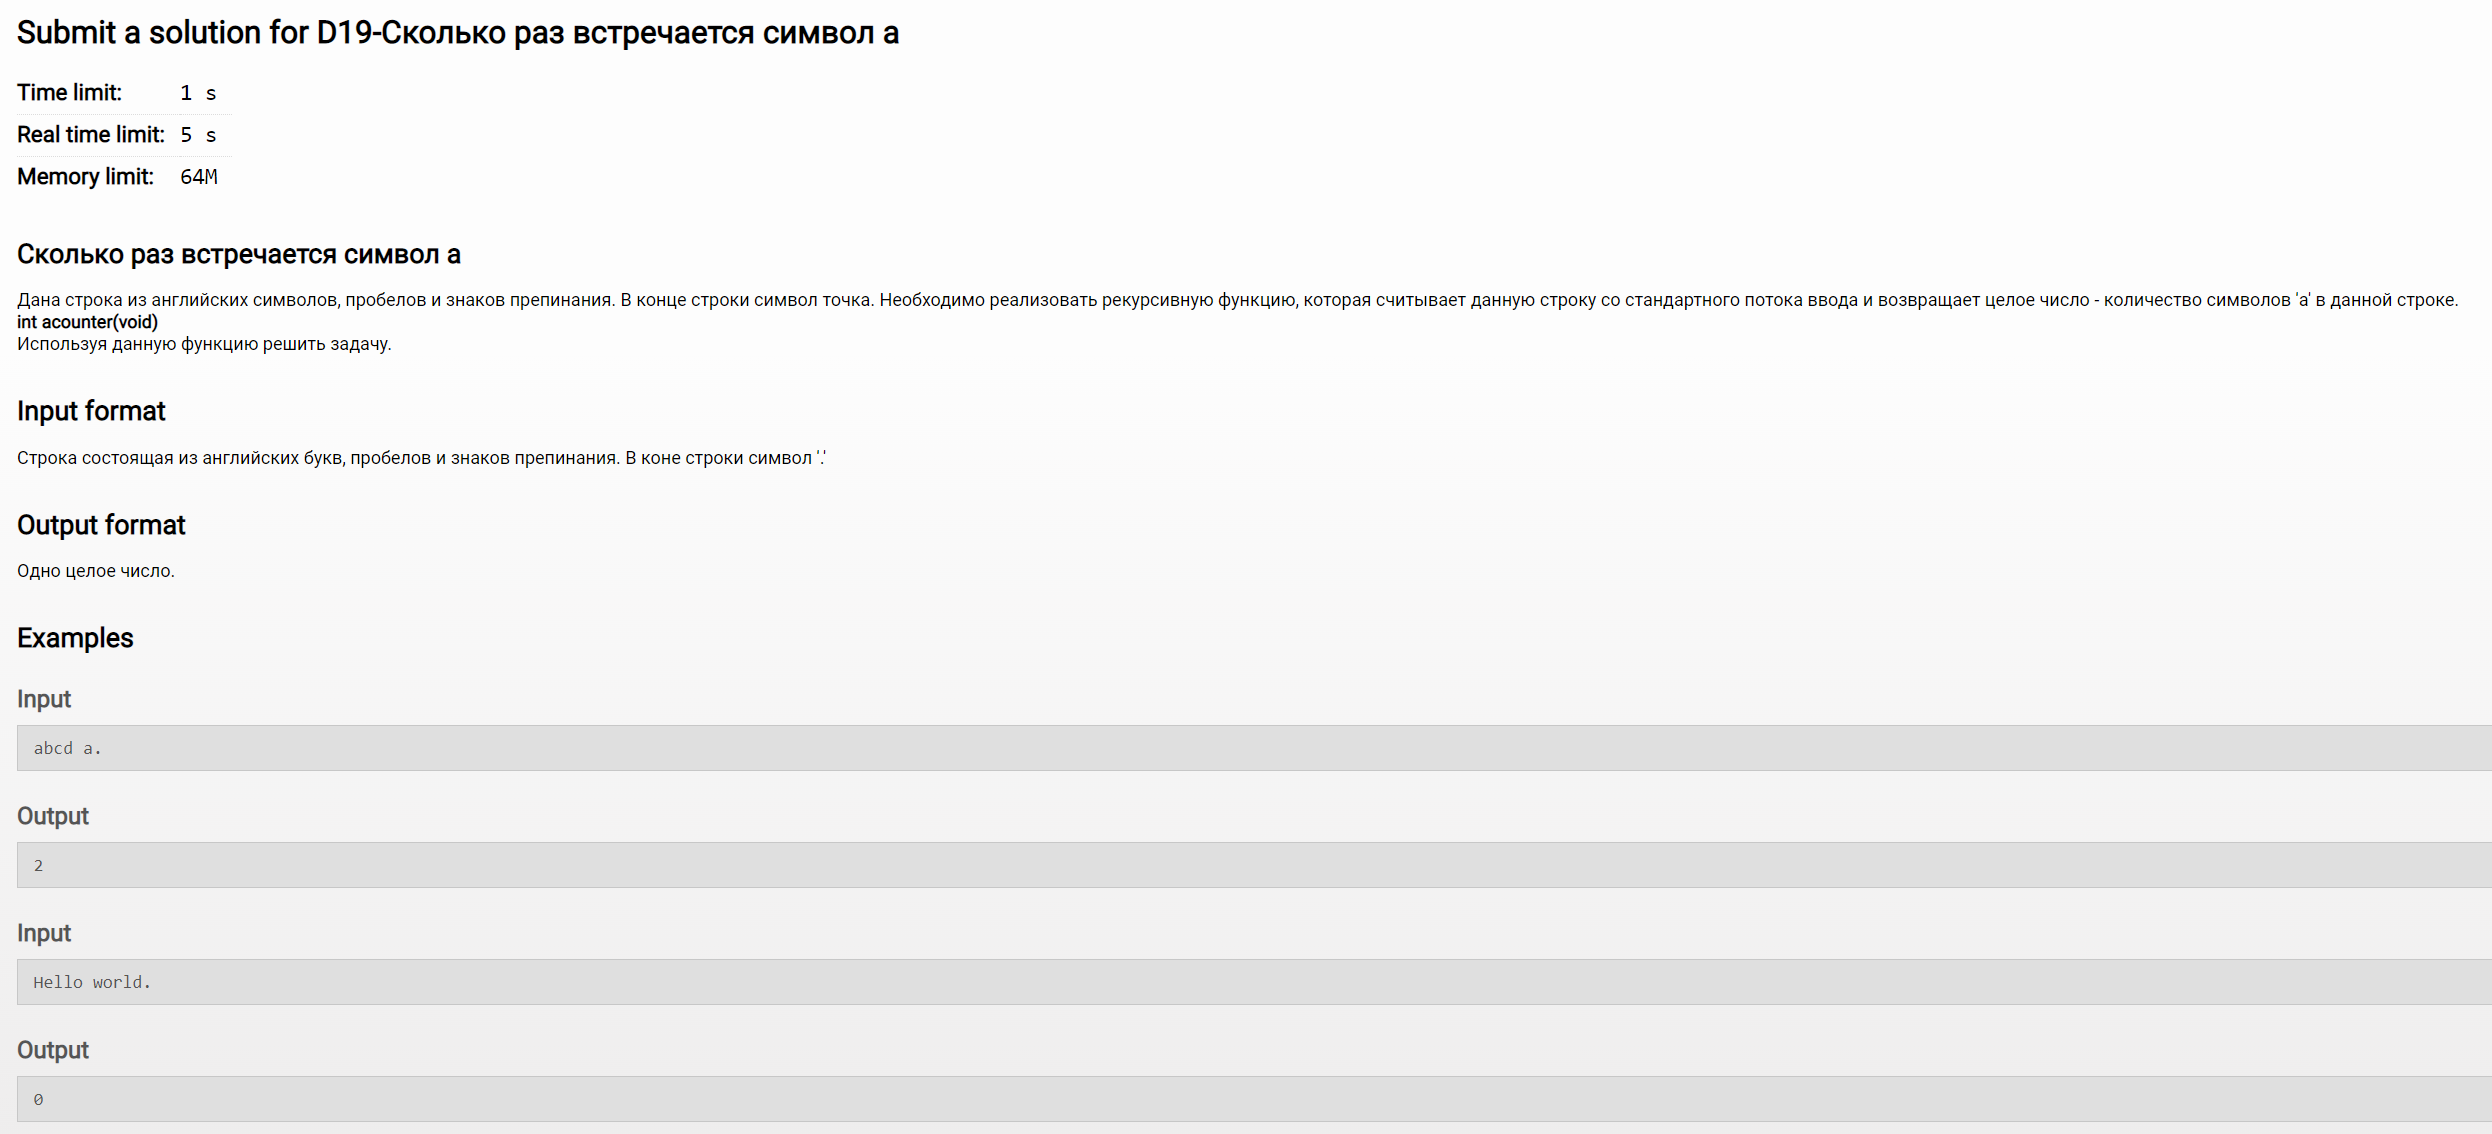 Submit a solution for D19-Сколько раз встречается символ a
Time limit: 1 s
Real time limit: 5 s
Memory limit: 64M
Сколько раз встречается символ a
Дана строка из английских символов, пробелов и знаков препинания. В конце строки символ точка. Необходимо реализовать рекурсивную функцию, которая считывает данную строку со стандартного потока ввода и возвращает целое число - количество символов 'a' в данной строке.
int acounter(void)
Используя данную функцию решить задачу.
Input format
Строка состоящая из английских букв, пробелов и знаков препинания. В коне строки символ '.'
Output format
Одно целое число.
Examples
Input
abcd a.
Output
2
Input
Hello world.
Output
0